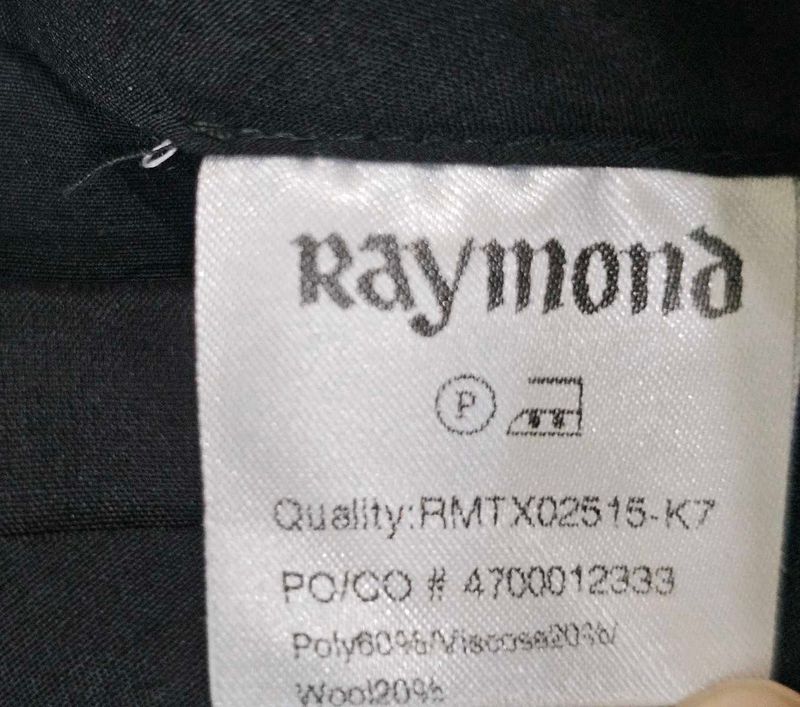 Raymond
P
Quality:RMTX02515-K7
PO/CO # 4700012333
Poly60%/Viscose20%/
Wool20%